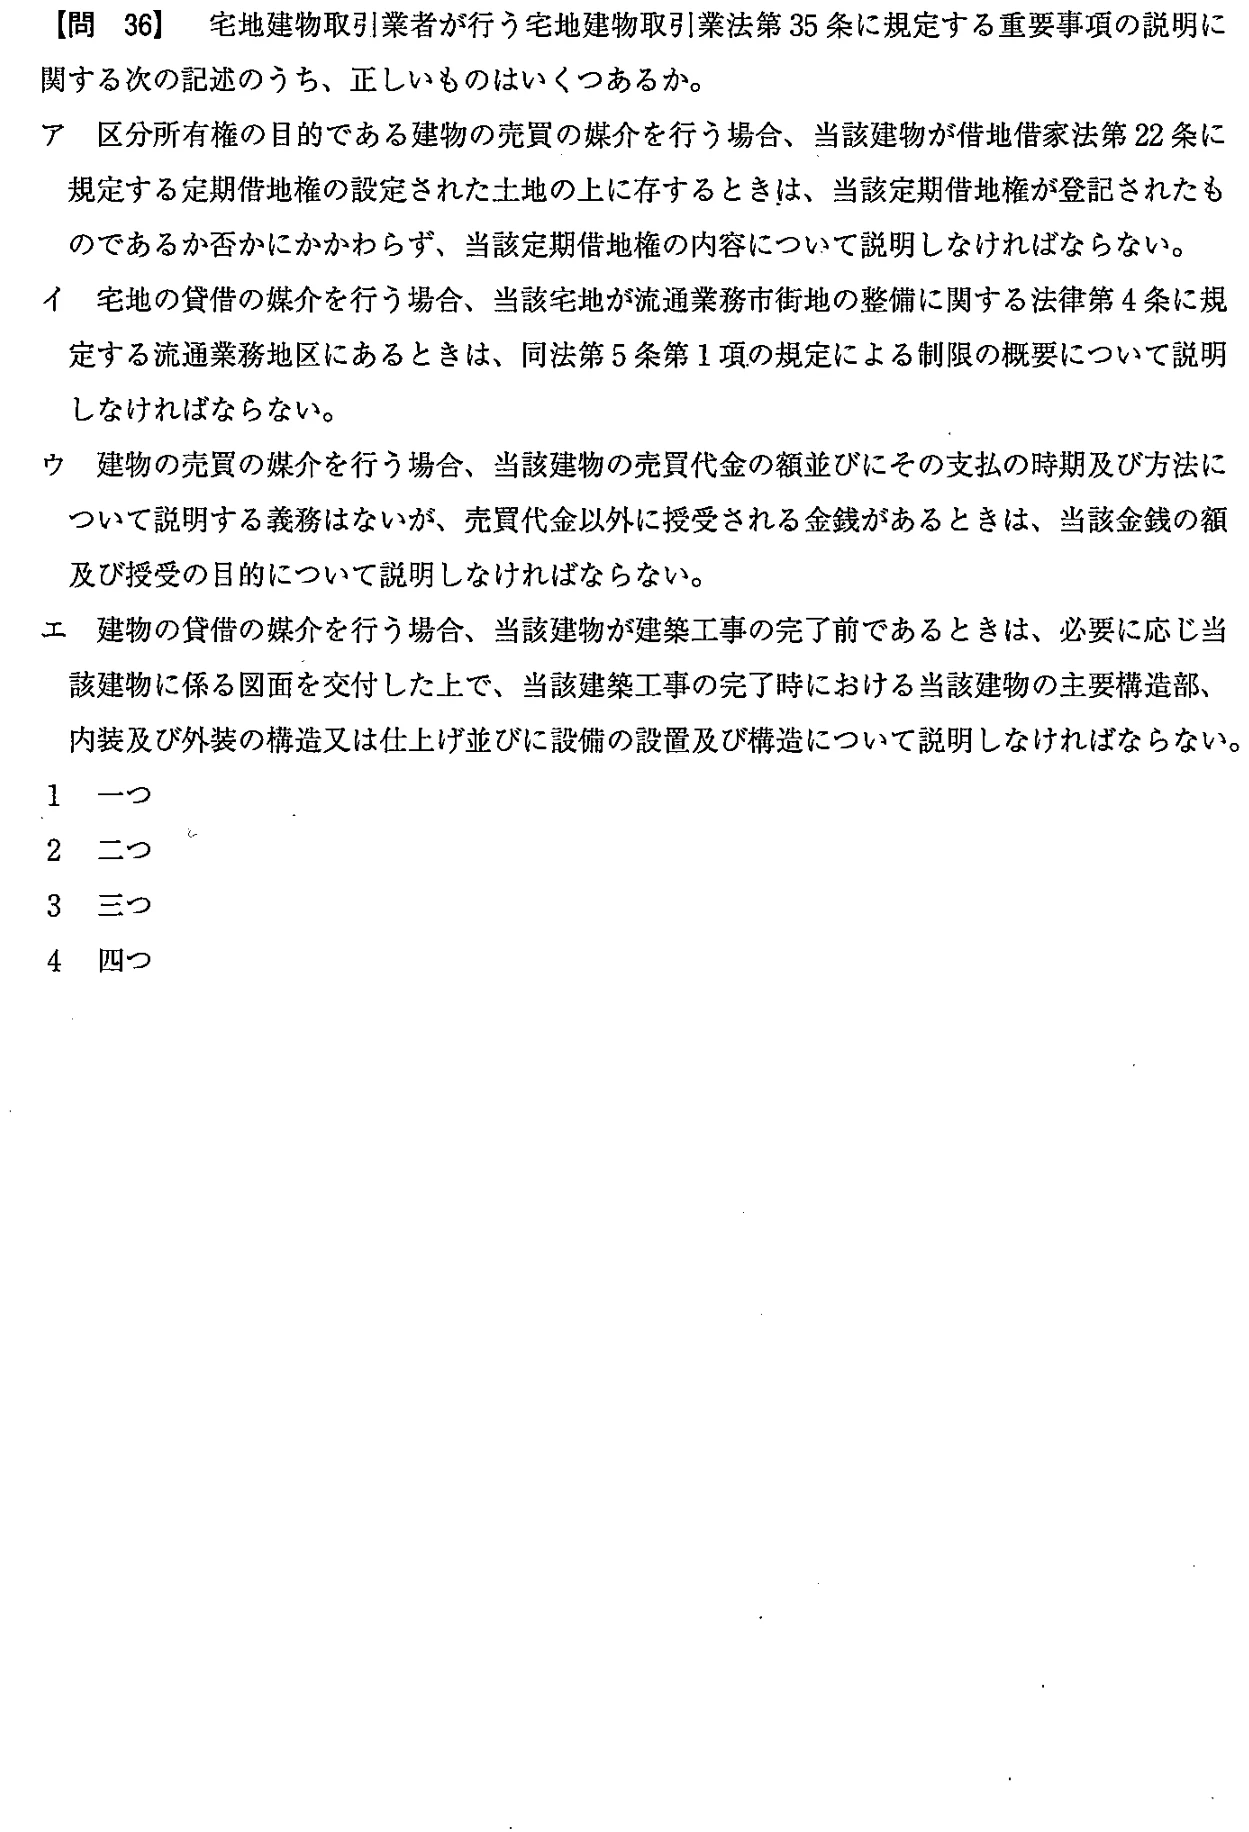 【問　36】　宅地建物取引業者が行う宅地建物取引業法第35条に規定する重要事項の説明に
関する次の記述のうち、正しいものはいくつあるか。
ア　区分所有権の目的である建物の売買の媒介を行う場合、当該建物が借地借家法第22条に
規定する定期借地権の設定された土地の上に存するときは、当該定期借地権が登記されたも
のであるか否かにかかわらず、当該定期借地権の内容について説明しなければならない。
イ　宅地の貸借の媒介を行う場合、当該宅地が流通業務市街地の整備に関する法律第4条に規
定する流通業務地区にあるときは、同法第5条第1項の規定による制限の概要について説明
しなければならない。
ウ　建物の売買の媒介を行う場合、当該建物の売買代金の額並びにその支払の時期及び方法に
ついて説明する義務はないが、売買代金以外に授受される金銭があるときは、当該金銭の額
及び授受の目的について説明しなければならない。
エ　建物の貸借の媒介を行う場合、当該建物が建築工事の完了前であるときは、必要に応じ当
該建物に係る図面を交付した上で、当該建築工事の完了時における当該建物の主要構造部、
内装及び外装の構造又は仕上げ並びに設備の設置及び構造について説明しなければならない。
1　一つ
2　二つ
3　三つ
4　四つ